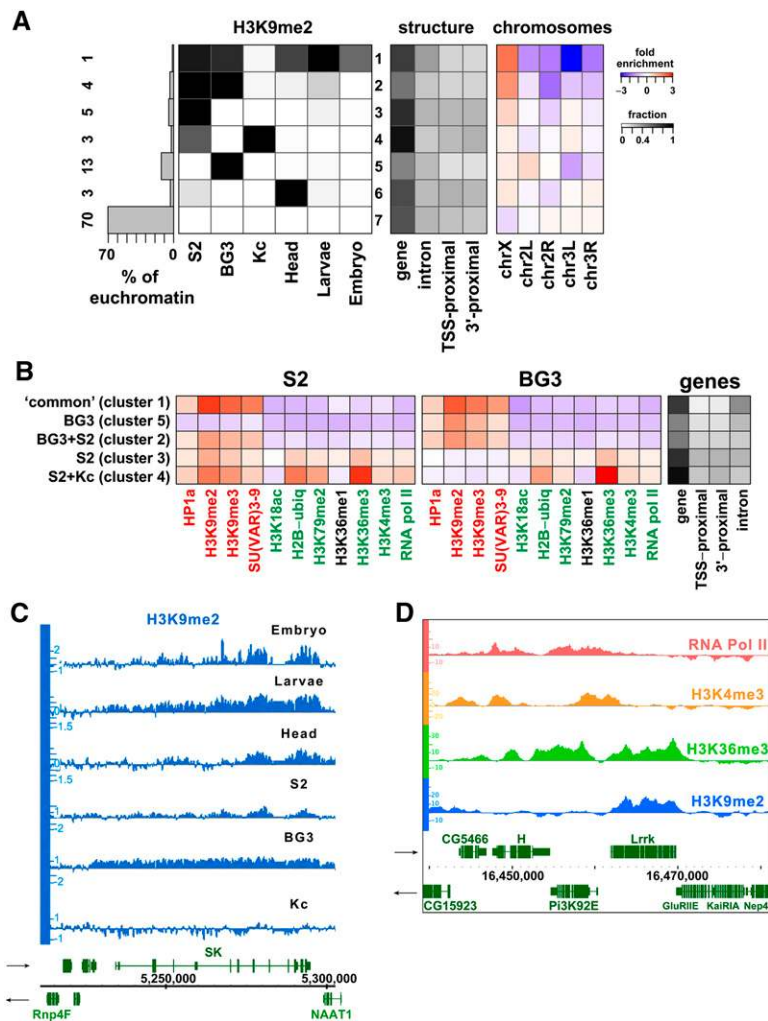 A
H3K9me2
structure
chromosomes
1
4
5
3
13
3
70
1
2
3
4
5
6
7
fold
enrichment
−3 0 3
fraction
0 0.4 1
70 0
% of
euchromatin
S2
BG3
Kc
Head
Larvae
Embryo
gene
intron
TSS-proximal
3'-proximal
chrX
chr2L
chr2R
chr3L
chr3R
B
S2
BG3
genes
'common' (cluster 1)
BG3 (cluster 5)
BG3+S2 (cluster 2)
S2 (cluster 3)
S2+Kc (cluster 4)
HP1a
H3K9me2
H3K9me3
SU(VAR)3-9
H3K18ac
H2B−ubiq
H3K79me2
H3K36me1
H3K36me3
H3K4me3
RNA pol II
HP1a
H3K9me2
H3K9me3
SU(VAR)3-9
H3K18ac
H2B−ubiq
H3K79me2
H3K36me1
H3K36me3
H3K4me3
RNA pol II
gene
TSS−proximal
3'−proximal
intron
C
H3K9me2
Embryo
Larvae
Head
S2
BG3
Kc
SK
5,250,000
5,300,000
Rnp4F
NAAT1
D
RNA Pol II
H3K4me3
H3K36me3
H3K9me2
CG5466
H
Lrrk
16,450,000
16,470,000
CG15923
Pi3K92E
GluRIIE
KaiRIA
Nep4